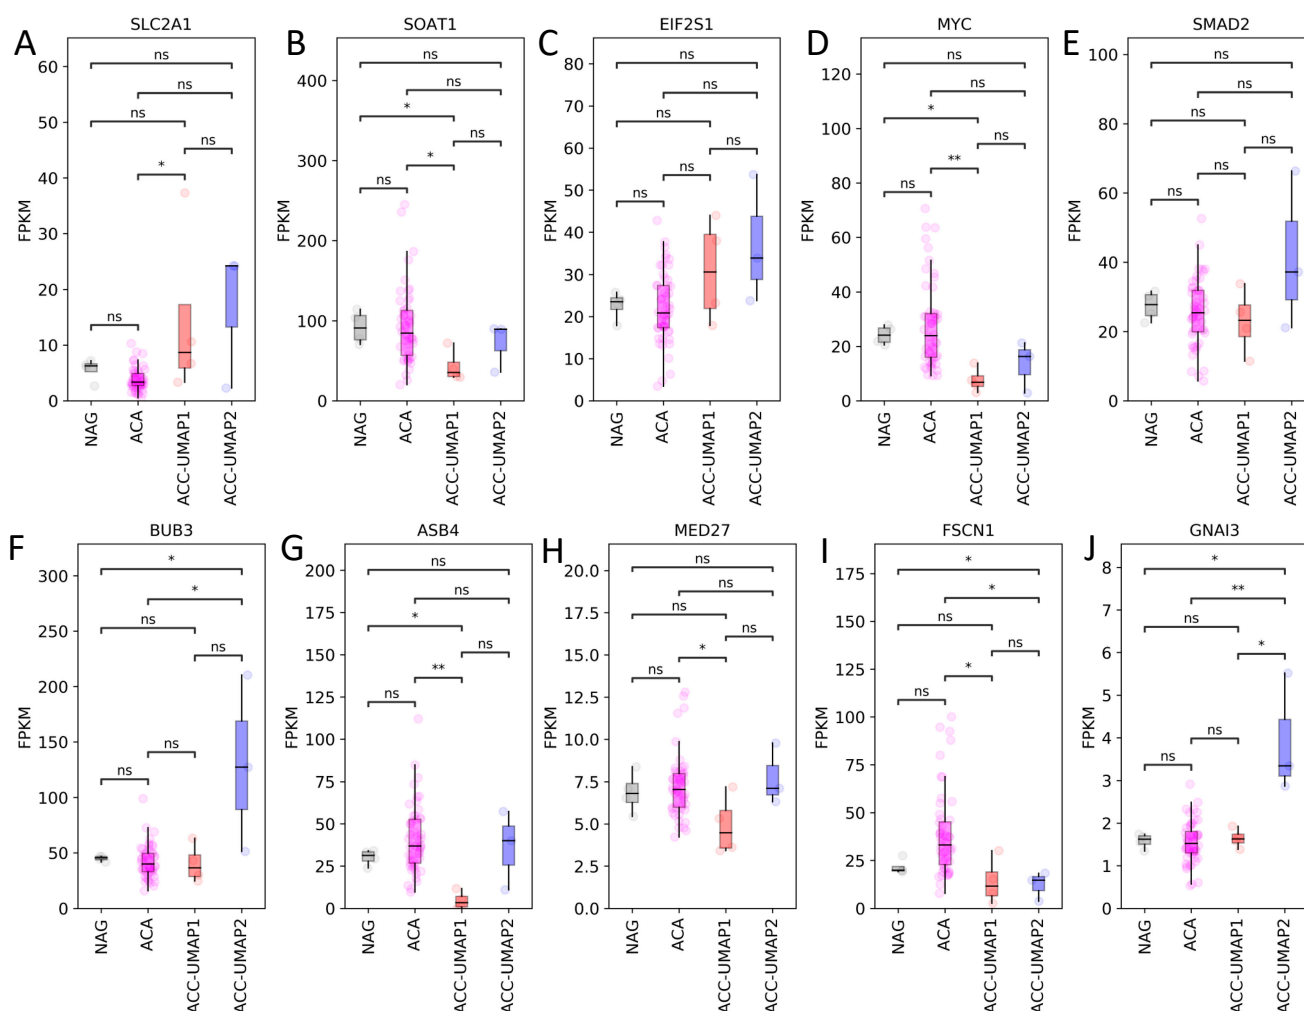 A SLC2A1
FPKM
60
50
40
30
20
10
0
ns
ns
ns
ns
*
ns
NAG
ACA
ACC-UMAP1
ACC-UMAP2
B SOAT1
FPKM
400
300
200
100
0
ns
ns
*
ns
*
ns
NAG
ACA
ACC-UMAP1
ACC-UMAP2
C EIF2S1
FPKM
80
70
60
50
40
30
20
10
0
ns
ns
ns
ns
ns
ns
NAG
ACA
ACC-UMAP1
ACC-UMAP2
D MYC
FPKM
120
100
80
60
40
20
0
ns
ns
*
ns
**
ns
NAG
ACA
ACC-UMAP1
ACC-UMAP2
E SMAD2
FPKM
100
80
60
40
20
0
ns
ns
ns
ns
ns
ns
NAG
ACA
ACC-UMAP1
ACC-UMAP2
F BUB3
FPKM
300
250
200
150
100
50
0
*
*
ns
ns
ns
ns
NAG
ACA
ACC-UMAP1
ACC-UMAP2
G ASB4
FPKM
200
175
150
125
100
75
50
25
0
ns
ns
*
ns
**
ns
NAG
ACA
ACC-UMAP1
ACC-UMAP2
H MED27
FPKM
20.0
17.5
15.0
12.5
10.0
7.5
5.0
2.5
0.0
ns
ns
ns
ns
*
ns
NAG
ACA
ACC-UMAP1
ACC-UMAP2
I FSCN1
FPKM
175
150
125
100
75
50
25
0
*
*
ns
ns
*
ns
NAG
ACA
ACC-UMAP1
ACC-UMAP2
J GNAI3
FPKM
8
7
6
5
4
3
2
1
0
*
**
ns
*
ns
ns
NAG
ACA
ACC-UMAP1
ACC-UMAP2